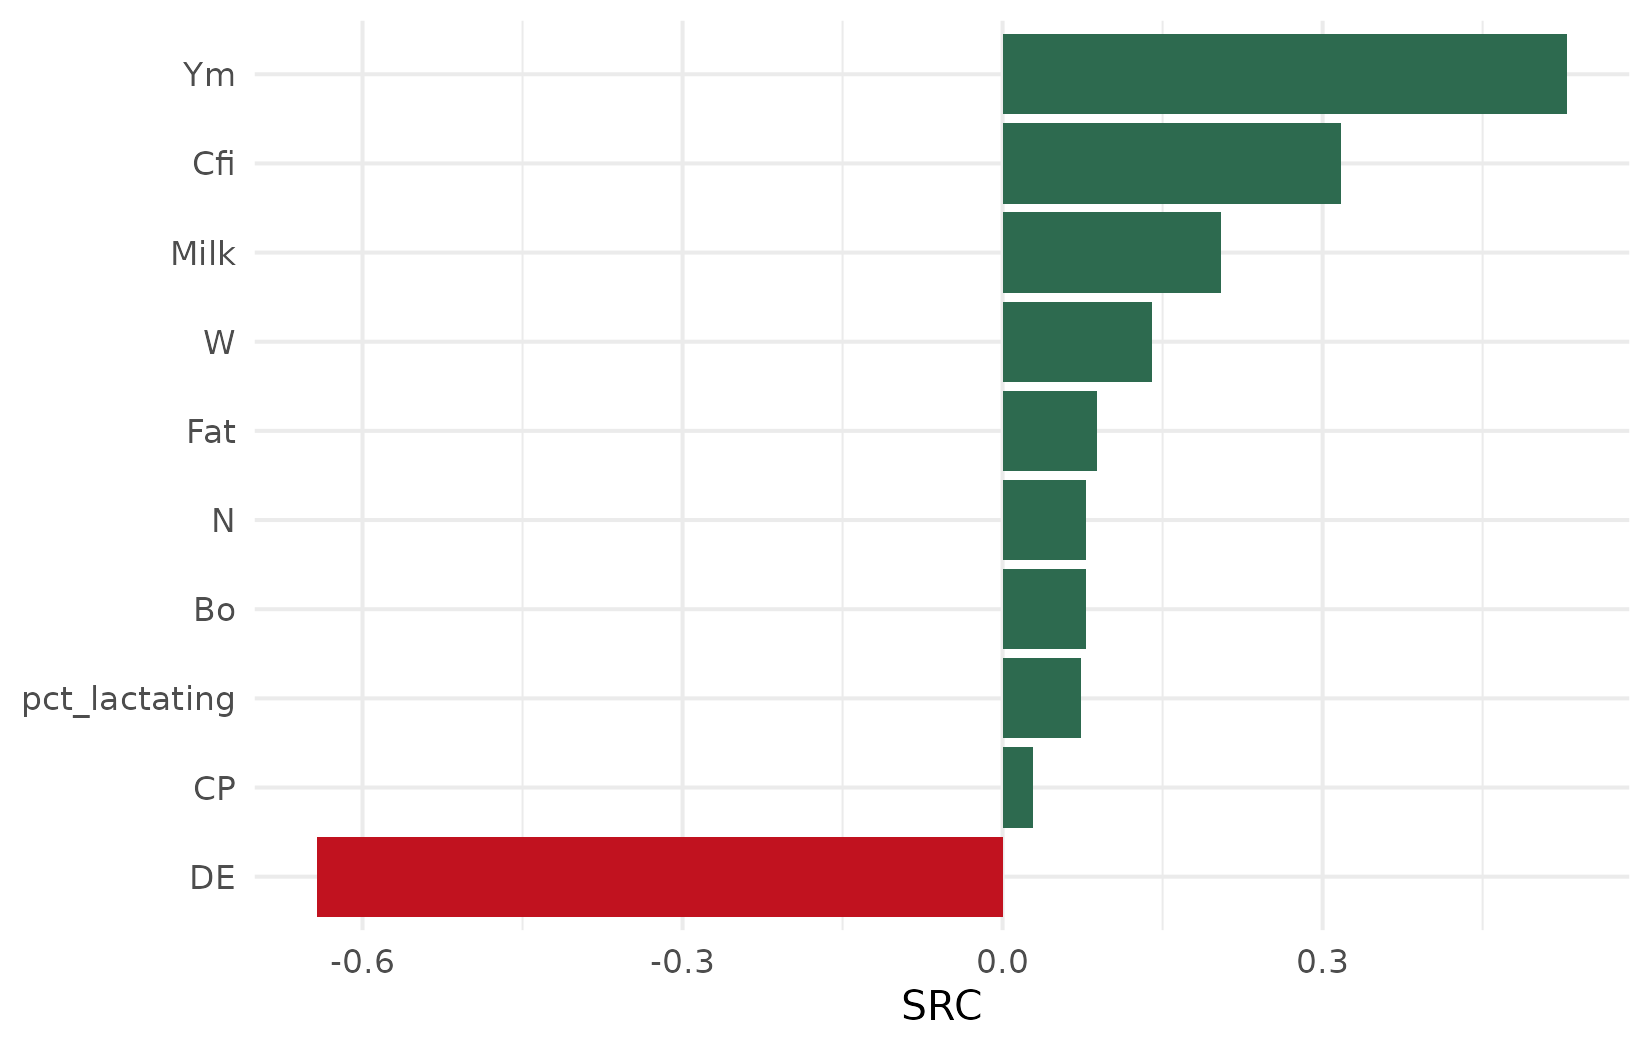 Ym
Cfi
Milk
W
Fat
N
Bo
pct_lactating
CP
DE
-0.6 -0.3 0.0 0.3
SRC